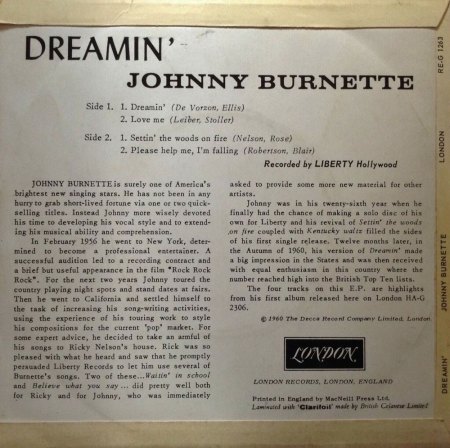 DREAMIN'
JOHNNY BURNETTE
Side 1. 1. Dreamin' (De Vorzon, Ellis)
2. Love me (Leiber, Stoller)
Side 2. 1. Settin' the woods on fire (Nelson, Rose)
2. Please help me, I'm falling (Robertson, Blair)
Recorded by LIBERTY Hollywood
JOHNNY BURNETTE is surely one of America's
brightest new singing stars. He has not been in any
hurry to grab short-lived fortune via one or two quick-
selling titles. Instead Johnny more wisely devoted
his time to developing his vocal style and to extend-
ing his musical ability and comprehension.
In February 1956 he went to New York, deter-
mined to become a professional entertainer. A
successful audition led to a recording contract and
a brief but useful appearance in the film "Rock Rock
Rock". For the next two years Johnny toured the
country playing night spots and stand dates at fairs.
Then he went to California and settled himself
to the task of increasing his song-writing activities,
using the experience of his touring work to style
his compositions for the current 'pop' market. For
some expert advice, he decided to take an armful of
his songs to Ricky Nelson's house. Rick was so
pleased with what he heard and saw that he promptly
persuaded Liberty Records to let him use several of
Burnette's songs. Two of these...Waitin' in school
and Believe what you say... did pretty well both
for Ricky and for Johnny, who was immediately
asked to provide some more new material for other
artists.
Johnny was in his twenty-sixth year when he
finally had the chance of making a solo disc of his
own for Liberty and his revival of Settin' the woods
on fire coupled with Kentucky waltz filled the sides
of his first single release. Twelve months later, in
the Autumn of 1960, his version of Dreamin' made
a big impression in the States and was then received
with equal enthusiasm in this country where the
number reached high into the British Top Ten lists.
The four tracks on this E.P. are highlights
from his first album released here on London HA-G
2306.
© 1960 The Decca Record Company Limited, London.
LONDON
LONDON RECORDS, LONDON, ENGLAND
Printed in England by MacNeill Press Ltd.
Laminated with 'Clarifoil' made by British Celanese Limited
RE-G 1263
LONDON
JOHNNY BURNETTE
DREAMIN'